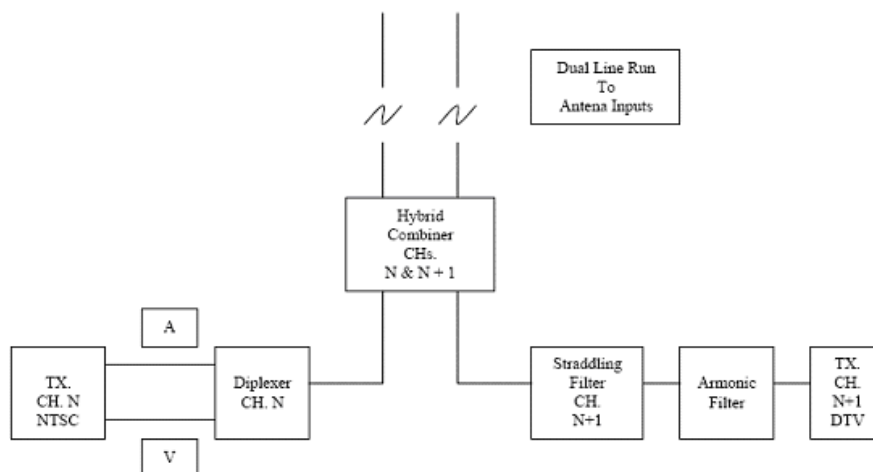 Dual Line Run
To
Antena Inputs
Hybrid
Combiner
CHs.
N & N + 1
A
TX.
CH. N
NTSC
Diplexer
CH. N
V
Straddling
Filter
CH.
N+1
Armonic
Filter
TX.
CH.
N+1
DTV